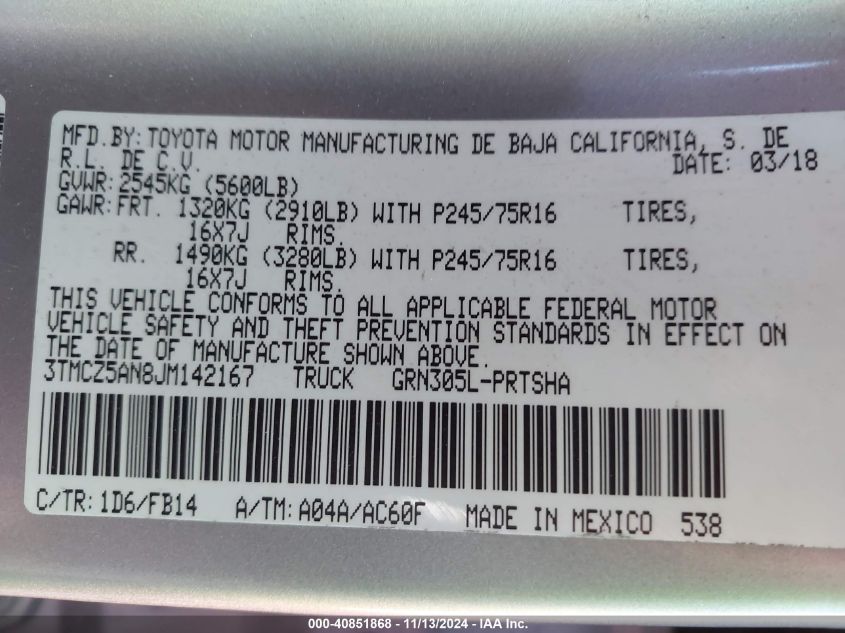 MFD.BY: TOYOTA MOTOR MANUFACTURING DE BAJA CALIFORNIA, S. DE
R.L. DE C.V. DATE: 03/18
GVWR: 2545KG (5600LB)
GAWR: FRT. 1320KG (2910LB) WITH P245/75R16 TIRES,
16X7J RIMS.
RR. 1490KG (3280LB) WITH P245/75R16 TIRES,
16X7J RIMS.
THIS VEHICLE CONFORMS TO ALL APPLICABLE FEDERAL MOTOR
VEHICLE SAFETY AND THEFT PREVENTION STANDARDS IN EFFECT ON
THE DATE OF MANUFACTURE SHOWN ABOVE.
3TMCZ5AN8JM142167 TRUCK GRN305L-PRTSHA
C/TR: 1D6/FB14 A/TM: A04A/AC60F MADE IN MEXICO 538
000-40851868 - 11/13/2024 - IAA Inc.